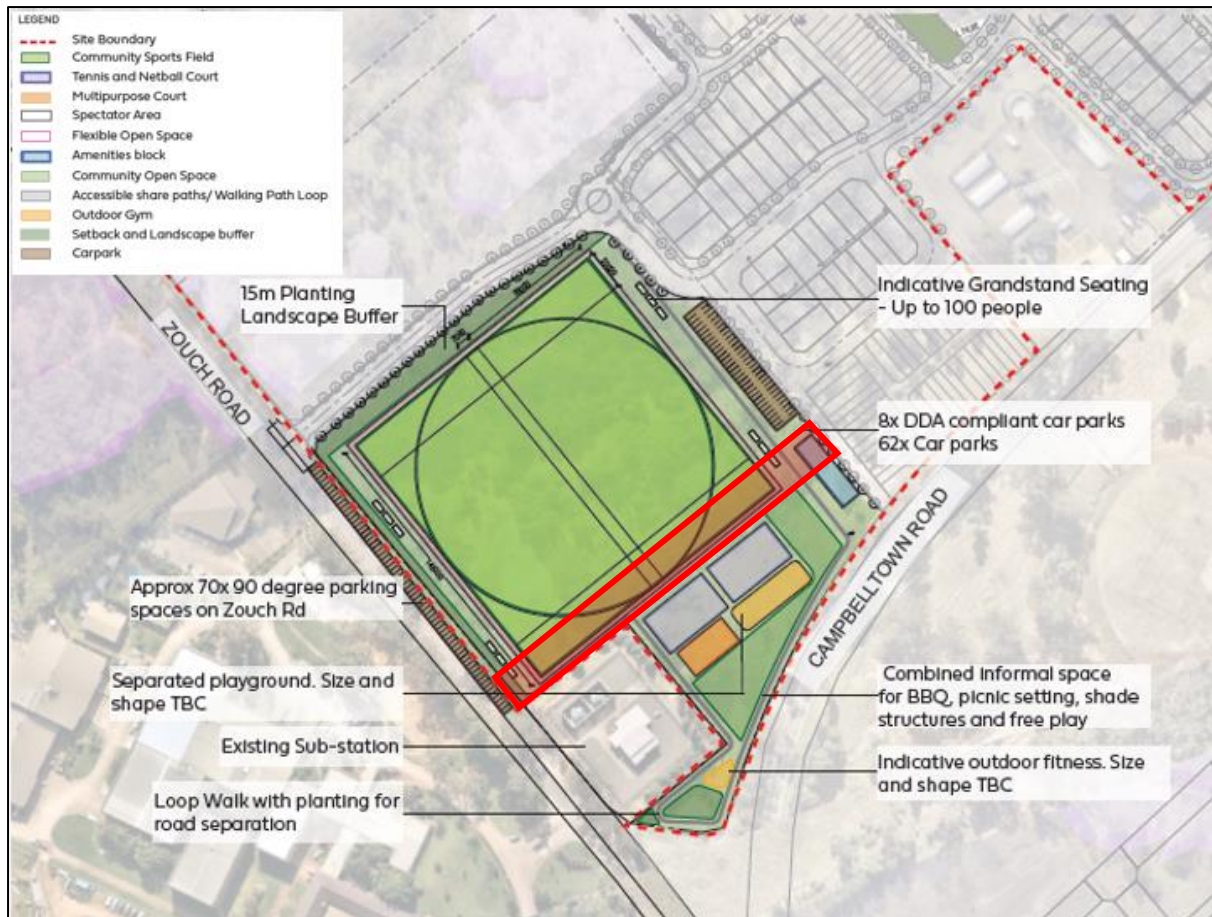 LEGEND
Site Boundary
Community Sports Field
Tennis and Netball Court
Multipurpose Court
Spectator Area
Flexible Open Space
Amenities block
Community Open Space
Accessible share paths/ Walking Path Loop
Outdoor Gym
Setback and Landscape buffer
Carpark
15m Planting
Landscape Buffer
ZOUCH ROAD
Indicative Grandstand Seating
- Up to 100 people
8x DDA compliant car parks
62x Car parks
CAMPBELLTOWN ROAD
Approx 70x 90 degree parking
spaces on Zouch Rd
Separated playground. Size and
shape TBC
Existing Sub-station
Loop Walk with planting for
road separation
Combined informal space
for BBQ, picnic setting, shade
structures and free play
Indicative outdoor fitness. Size
and shape TBC